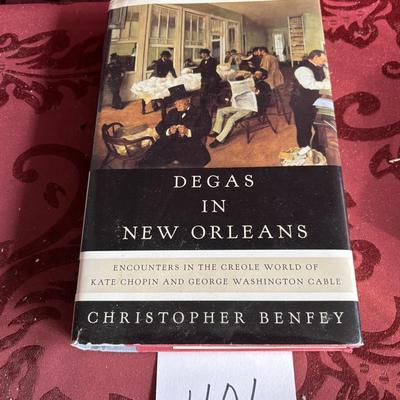 DEGAS
IN
NEW ORLEANS
ENCOUNTERS IN THE CREOLE WORLD OF
KATE CHOPIN AND GEORGE WASHINGTON CABLE
CHRISTOPHER BENFEY